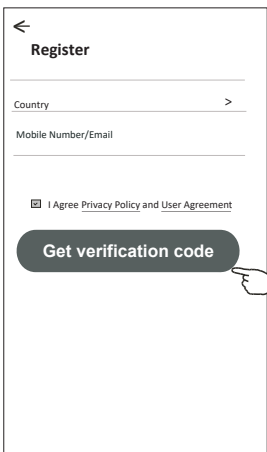 Register
Country >
Mobile Number/Email
I Agree Privacy Policy and User Agreement
Get verification code